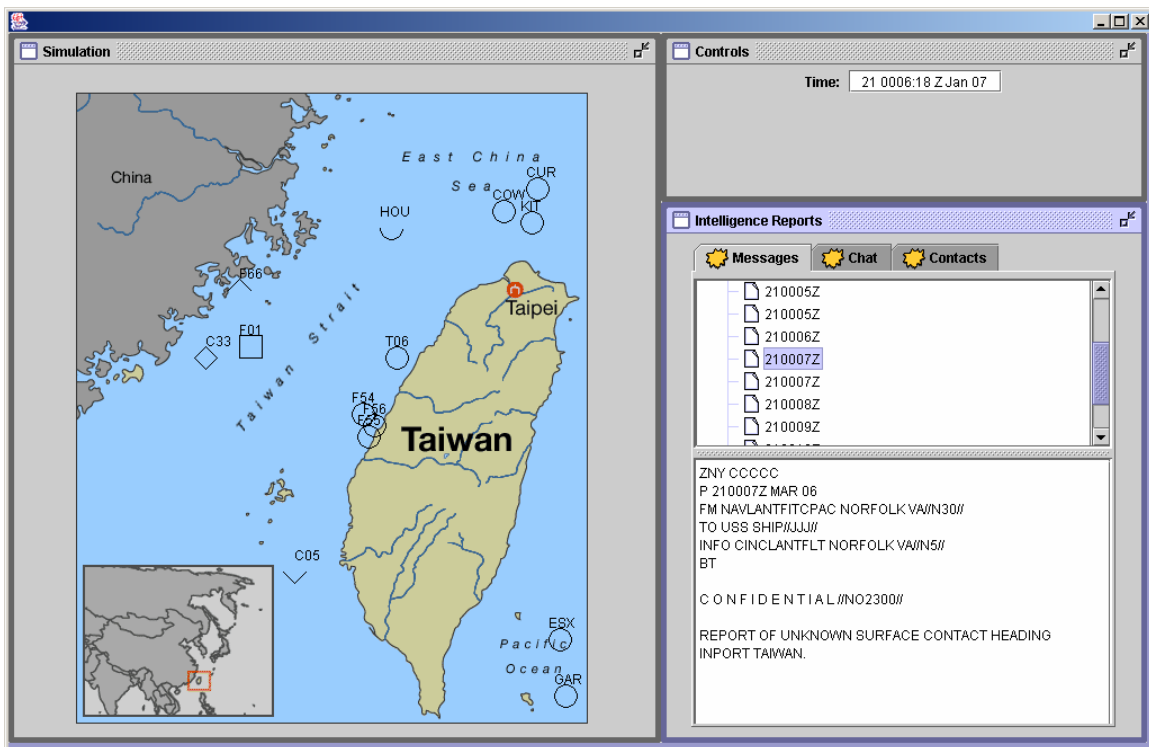 Simulation
China
East China
Sea
CUR
COW
KIT
HOU
F66
Taiwan Strait
Taipei
C33
F01
T06
F54
F56
F55
Taiwan
C05
ESX
Pacific
Ocean
GAR
Controls
Time: 21 0006:18 Z Jan 07
Intelligence Reports
Messages Chat Contacts
210005Z
210005Z
210006Z
210007Z
210007Z
210008Z
210009Z
ZNY CCCCC
P 210007Z MAR 06
FM NAVLANTFITCPAC NORFOLK VA//N30//
TO USS SHIP//JJJ//
INFO CINCLANTFLT NORFOLK VA//N5//
BT
C O N F I D E N T I A L //NO2300//
REPORT OF UNKNOWN SURFACE CONTACT HEADING
INPORT TAIWAN.